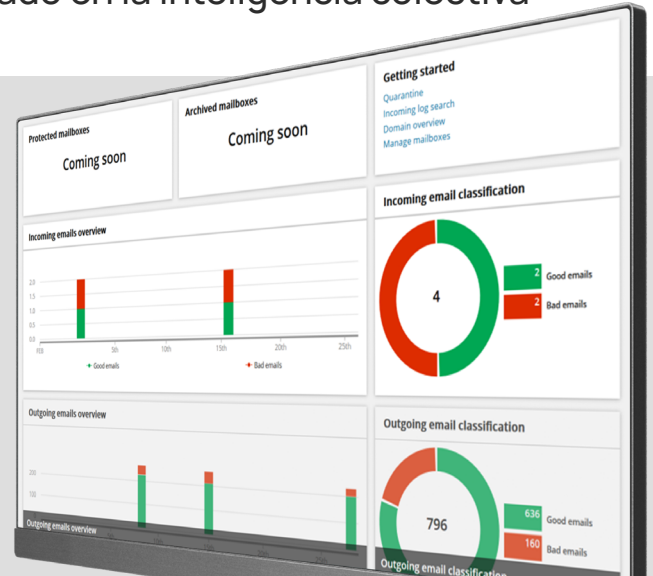 en la inteligencia selectiva
Protected mailboxes
Coming soon
Archived mailboxes
Coming soon
Getting started
Quarantine
Incoming log search
Domain overview
Manage mailboxes
Incoming emails overview
2.0
1.5
1.0
0.5
0.0
5th
10th
15th
20th
25th
Good emails
Bad emails
Incoming email classification
4
2 Good emails
2 Bad emails
Outgoing emails overview
200
100
Outgoing emails overview
Outgoing email classification
796
636 Good emails
160 Bad emails
Outgoing email classification